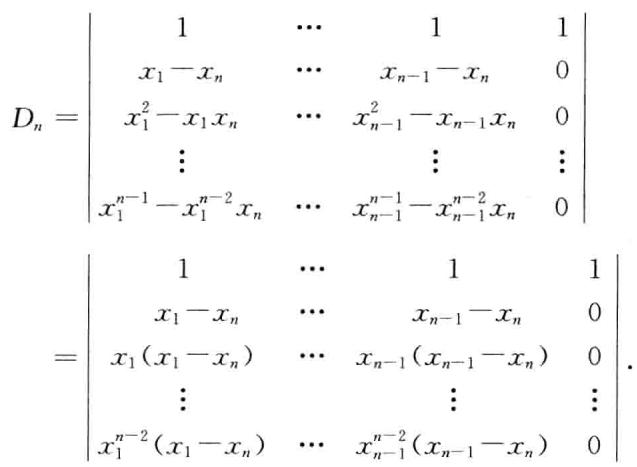 D_n = | 1 ⋯ 1 1 |
| x_1−x_n ⋯ x_{n−1}−x_n 0 |
| x_1^2−x_1x_n ⋯ x_{n−1}^2−x_{n−1}x_n 0 |
| ⋮ ⋮ ⋮ |
| x_1^{n−1}−x_1^{n−2}x_n ⋯ x_{n−1}^{n−1}−x_{n−1}^{n−2}x_n 0 |
= | 1 ⋯ 1 1 |
| x_1−x_n ⋯ x_{n−1}−x_n 0 |
| x_1(x_1−x_n) ⋯ x_{n−1}(x_{n−1}−x_n) 0 | .
| ⋮ ⋮ ⋮ |
| x_1^{n−2}(x_1−x_n) ⋯ x_{n−1}^{n−2}(x_{n−1}−x_n) 0 |